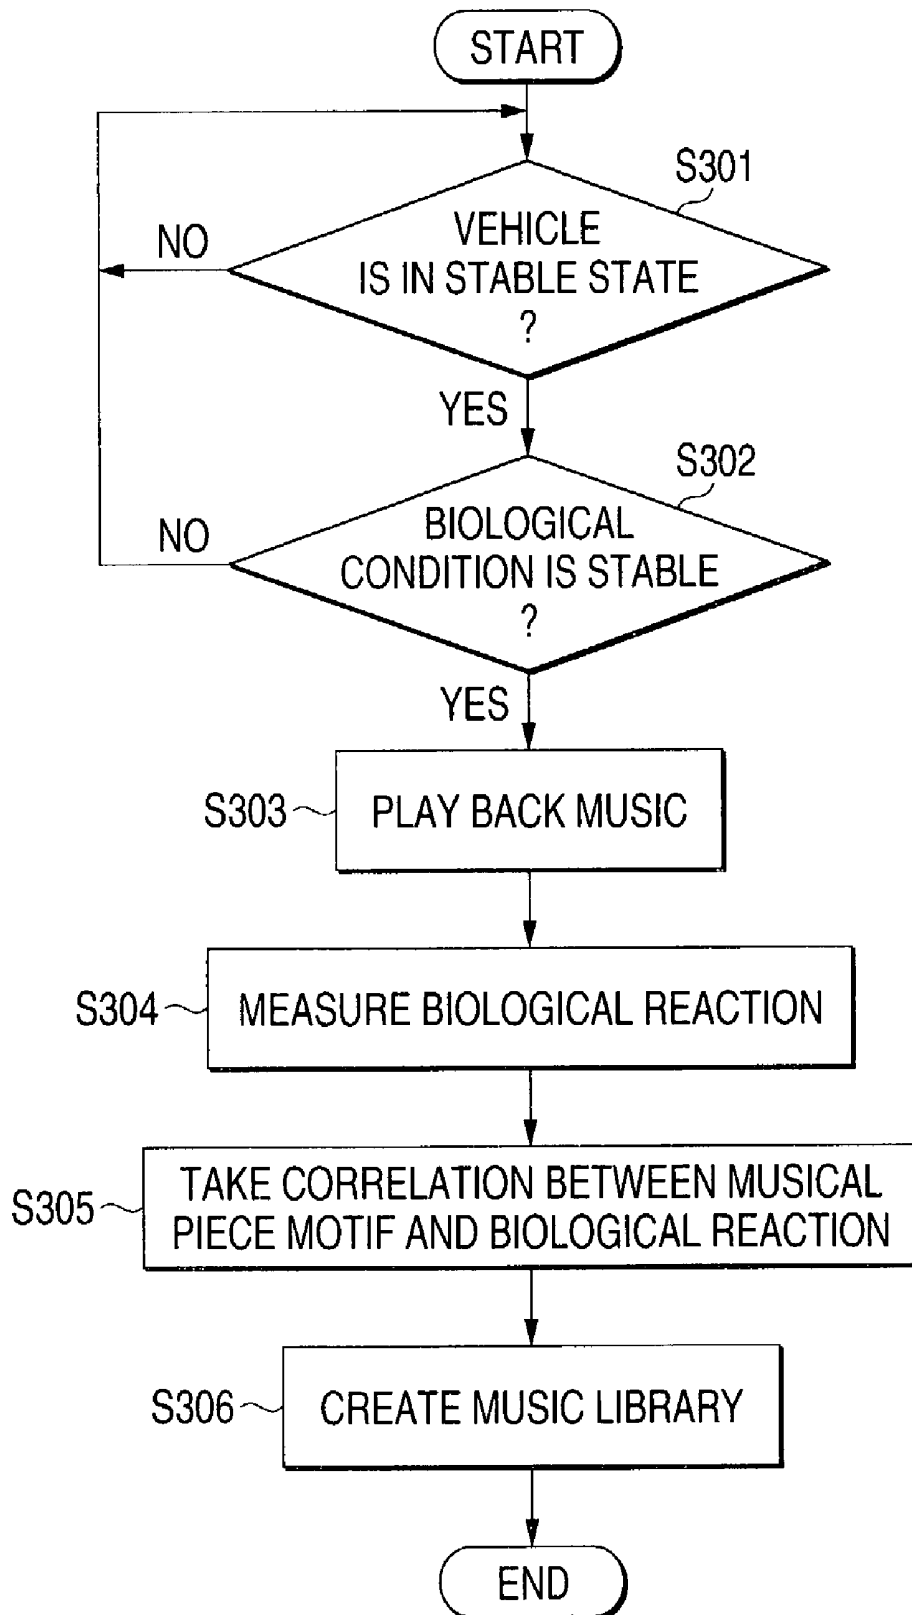 START
S301
VEHICLE
IS IN STABLE STATE
?
NO
YES
S302
BIOLOGICAL
CONDITION IS STABLE
?
NO
YES
S303
PLAY BACK MUSIC
S304
MEASURE BIOLOGICAL REACTION
S305
TAKE CORRELATION BETWEEN MUSICAL
PIECE MOTIF AND BIOLOGICAL REACTION
S306
CREATE MUSIC LIBRARY
END